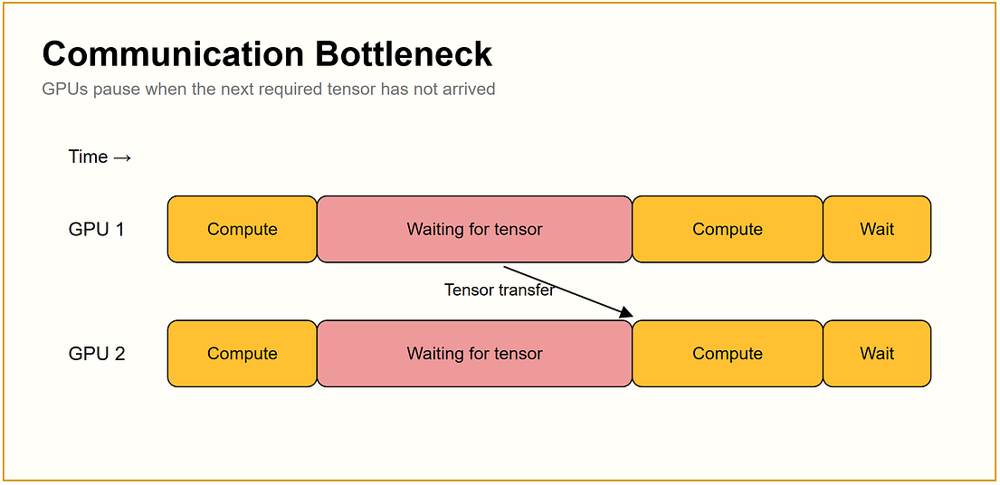 Communication Bottleneck
GPUs pause when the next required tensor has not arrived
Time →
GPU 1
Compute
Waiting for tensor
Compute
Wait
Tensor transfer
GPU 2
Compute
Waiting for tensor
Compute
Wait